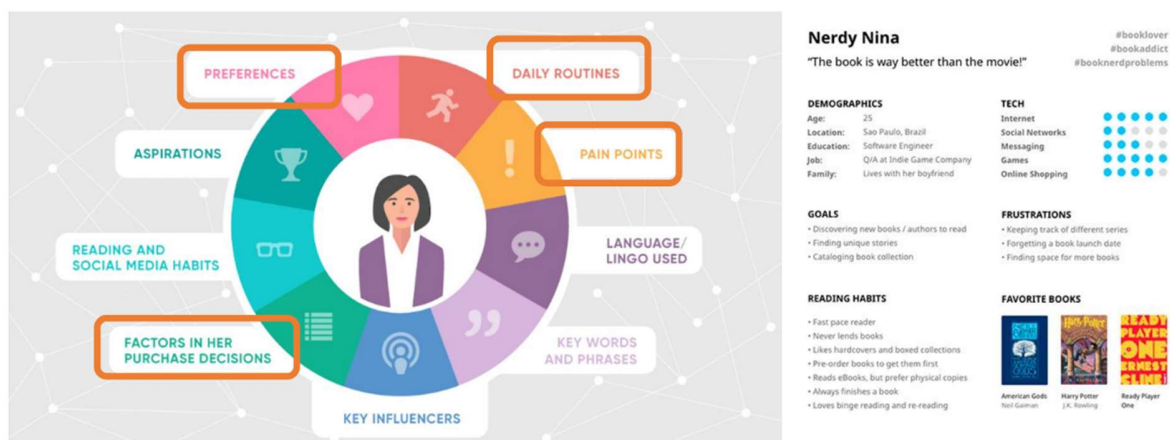 PREFERENCES
DAILY ROUTINES
ASPIRATIONS
PAIN POINTS
READING AND
SOCIAL MEDIA HABITS
LANGUAGE/
LINGO USED
FACTORS IN HER
PURCHASE DECISIONS
KEY WORDS
AND PHRASES
KEY INFLUENCERS
Nerdy Nina
"The book is way better than the movie!"
#booklover
#bookaddict
#booknerdproblems
DEMOGRAPHICS
Age: 25
Location: Sao Paulo, Brazil
Education: Software Engineer
Job: Q/A at Indie Game Company
Family: Lives with her boyfriend
TECH
Internet
Social Networks
Messaging
Games
Online Shopping
GOALS
• Discovering new books / authors to read
• Finding unique stories
• Cataloging book collection
FRUSTRATIONS
• Keeping track of different series
• Forgetting a book launch date
• Finding space for more books
READING HABITS
• Fast pace reader
• Never lends books
• Likes hardcovers and boxed collections
• Pre-order books to get them first
• Reads eBooks, but prefer physical copies
• Always finishes a book
• Loves binge reading and re-reading
FAVORITE BOOKS
Harry Potter
READY
PLAYER
ONE
ERNEST
CLINE
American Gods
Neil Gaiman
Harry Potter
J.K. Rowling
Ready Player
One